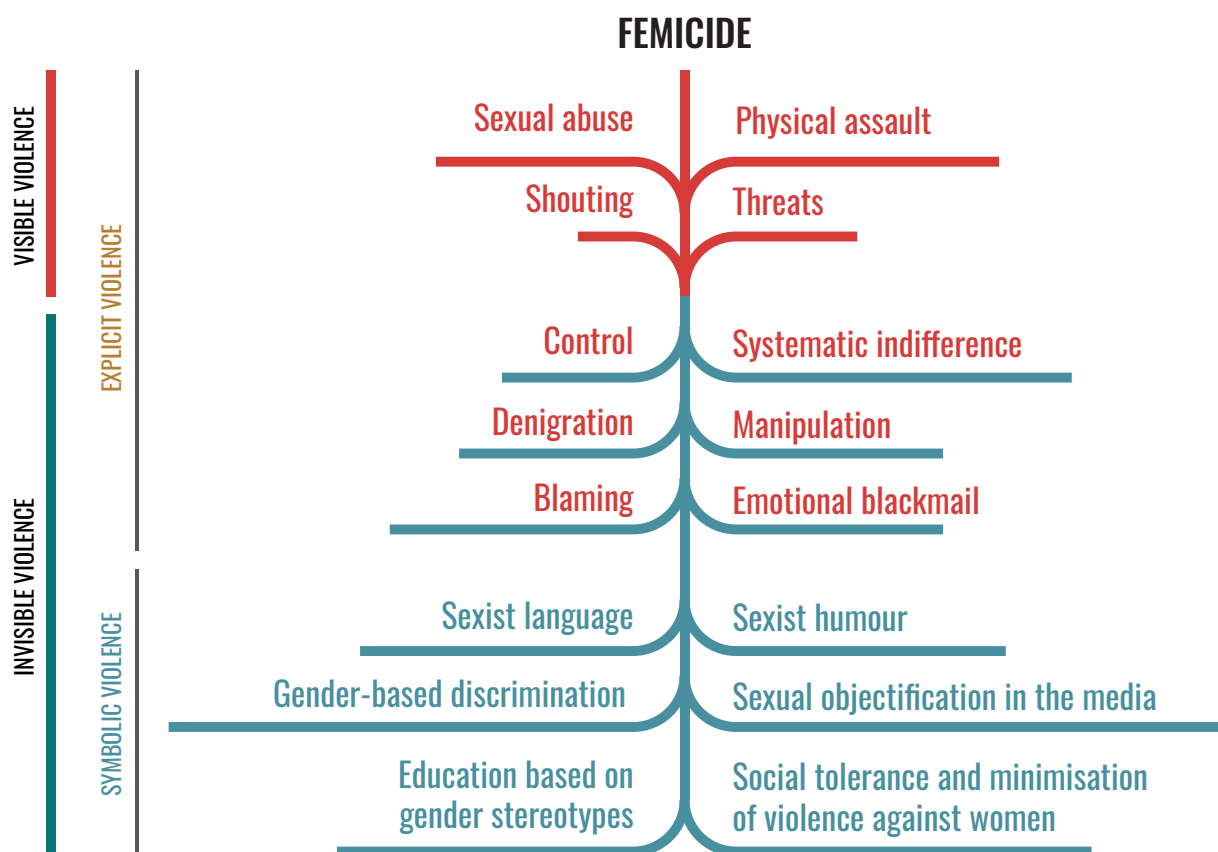 FEMICIDE
VISIBLE VIOLENCE
EXPLICIT VIOLENCE
Sexual abuse
Physical assault
Shouting
Threats
Control
Systematic indifference
Denigration
Manipulation
Blaming
Emotional blackmail
INVISIBLE VIOLENCE
SYMBOLIC VIOLENCE
Sexist language
Sexist humour
Gender-based discrimination
Sexual objectification in the media
Education based on
gender stereotypes
Social tolerance and minimisation
of violence against women